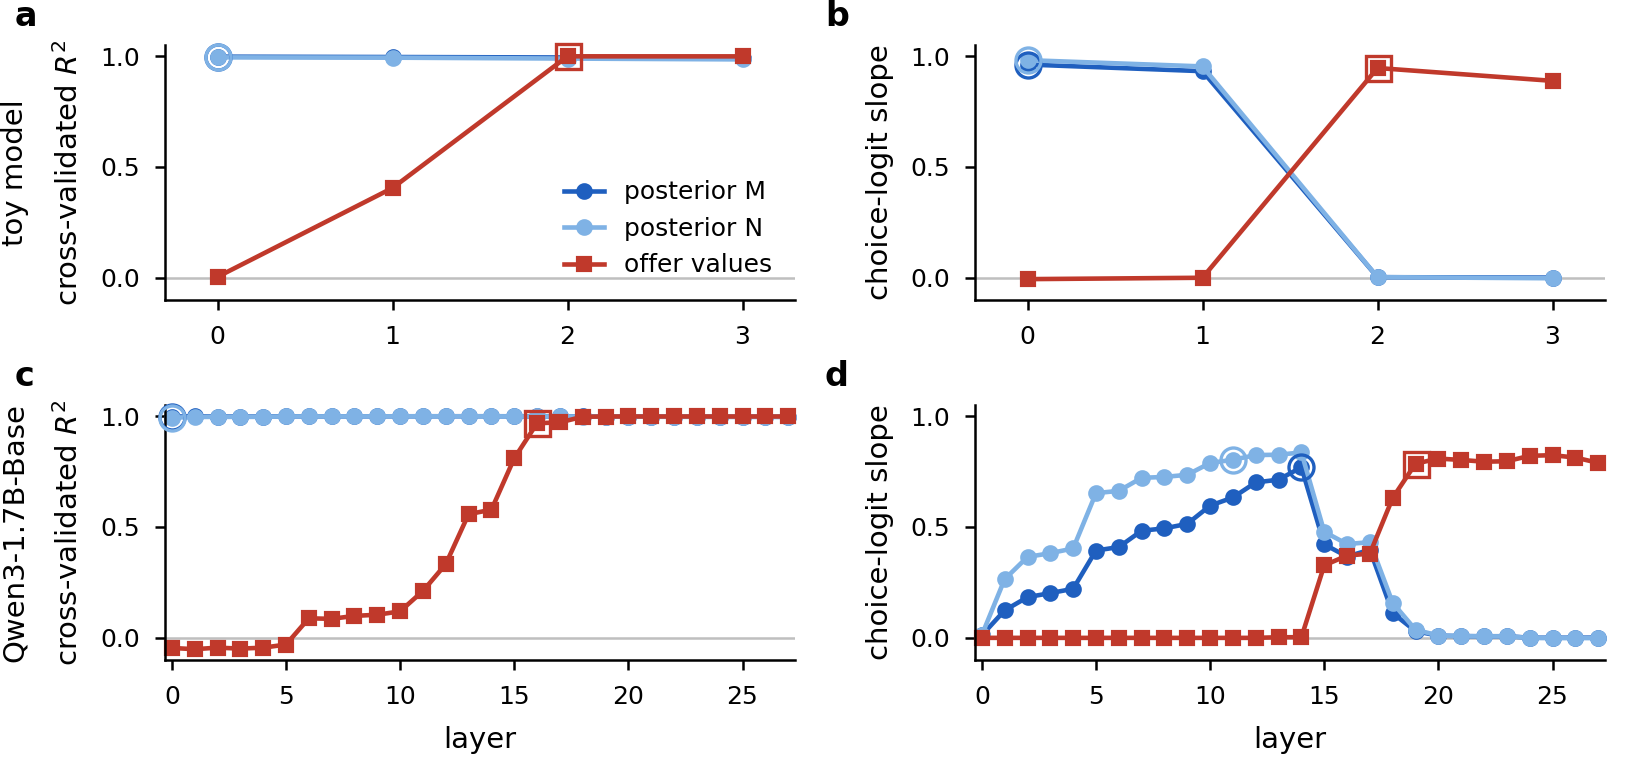 a
toy model
cross-validated R²
1.0
0.5
0.0
posterior M
posterior N
offer values
0 1 2 3
b
choice-logit slope
1.0
0.5
0.0
0 1 2 3
c
Qwen3-1.7B-Base
cross-validated R²
1.0
0.5
0.0
0 5 10 15 20 25
layer
d
choice-logit slope
1.0
0.5
0.0
0 5 10 15 20 25
layer